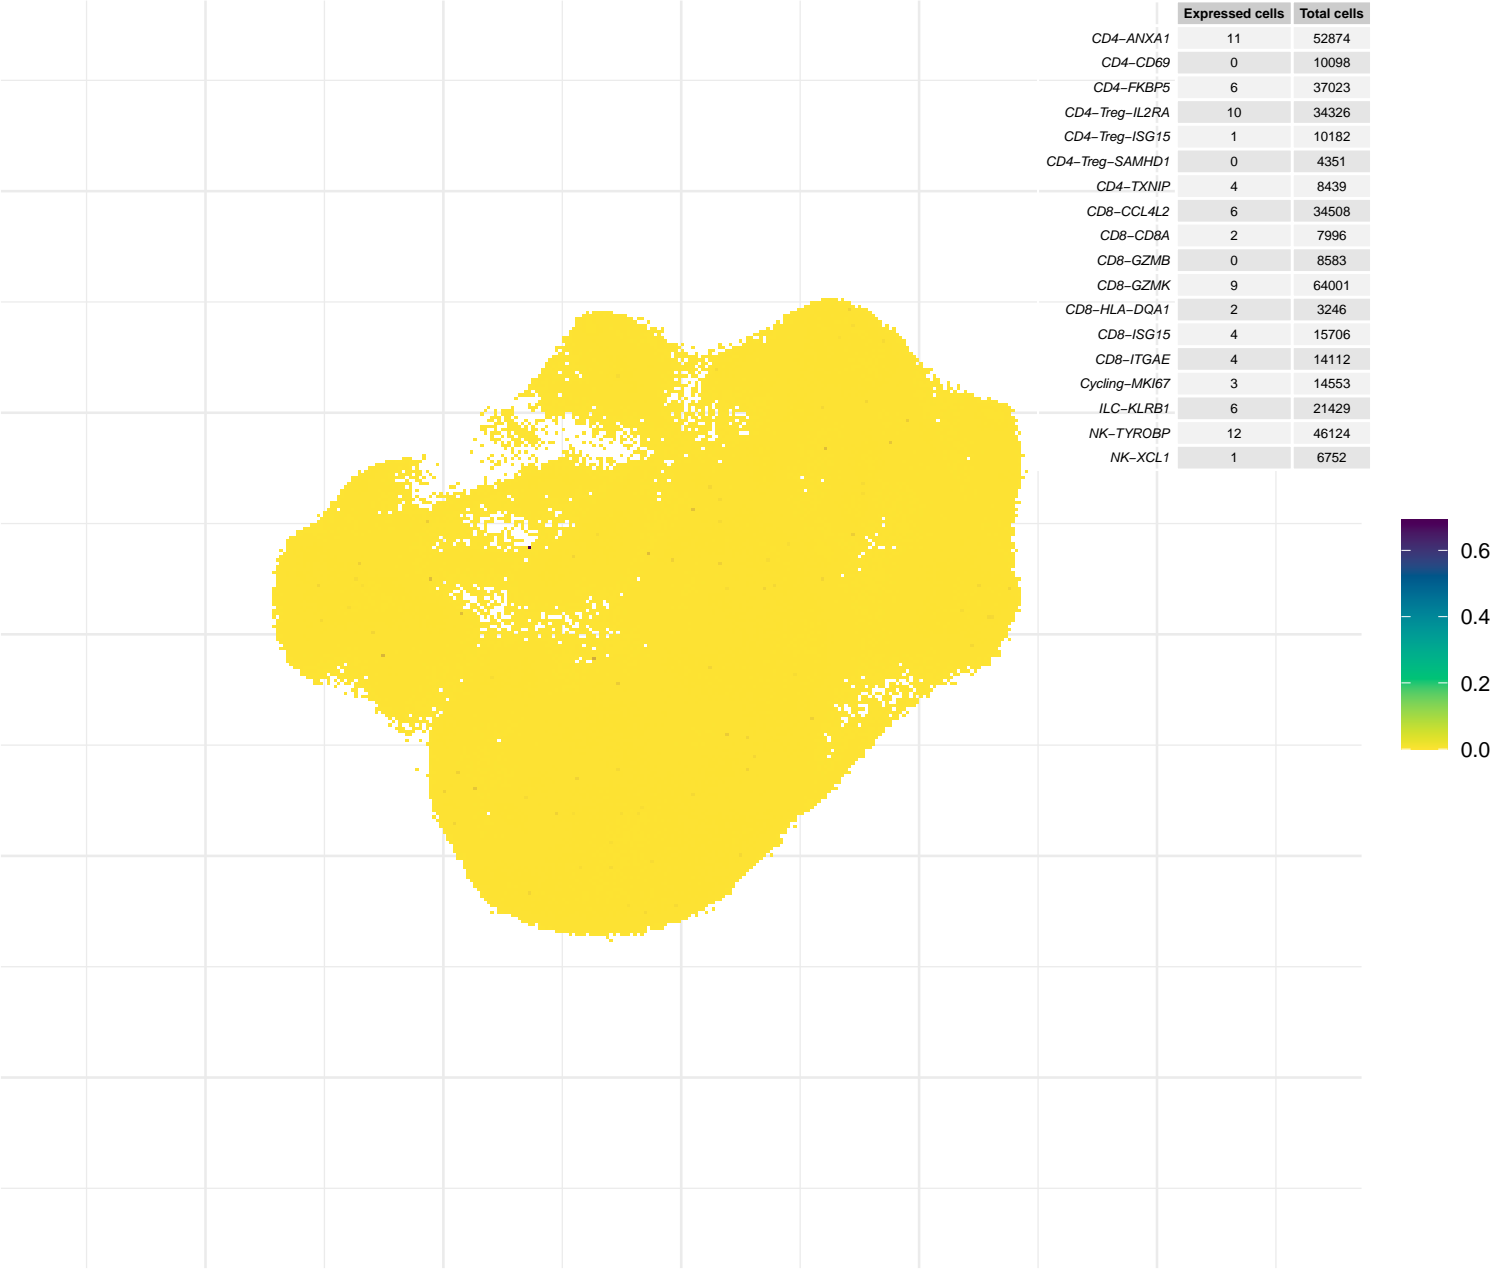 Expressed cells Total cells
CD4−ANXA1 11 52874
CD4−CD69 0 10098
CD4−FKBP5 6 37023
CD4−Treg−IL2RA 10 34326
CD4−Treg−ISG15 1 10182
CD4−Treg−SAMHD1 0 4351
CD4−TXNIP 4 8439
CD8−CCL4L2 6 34508
CD8−CD8A 2 7996
CD8−GZMB 0 8583
CD8−GZMK 9 64001
CD8−HLA−DQA1 2 3246
CD8−ISG15 4 15706
CD8−ITGAE 4 14112
Cycling−MKI67 3 14553
ILC−KLRB1 6 21429
NK−TYROBP 12 46124
NK−XCL1 1 6752
0.6
0.4
0.2
0.0